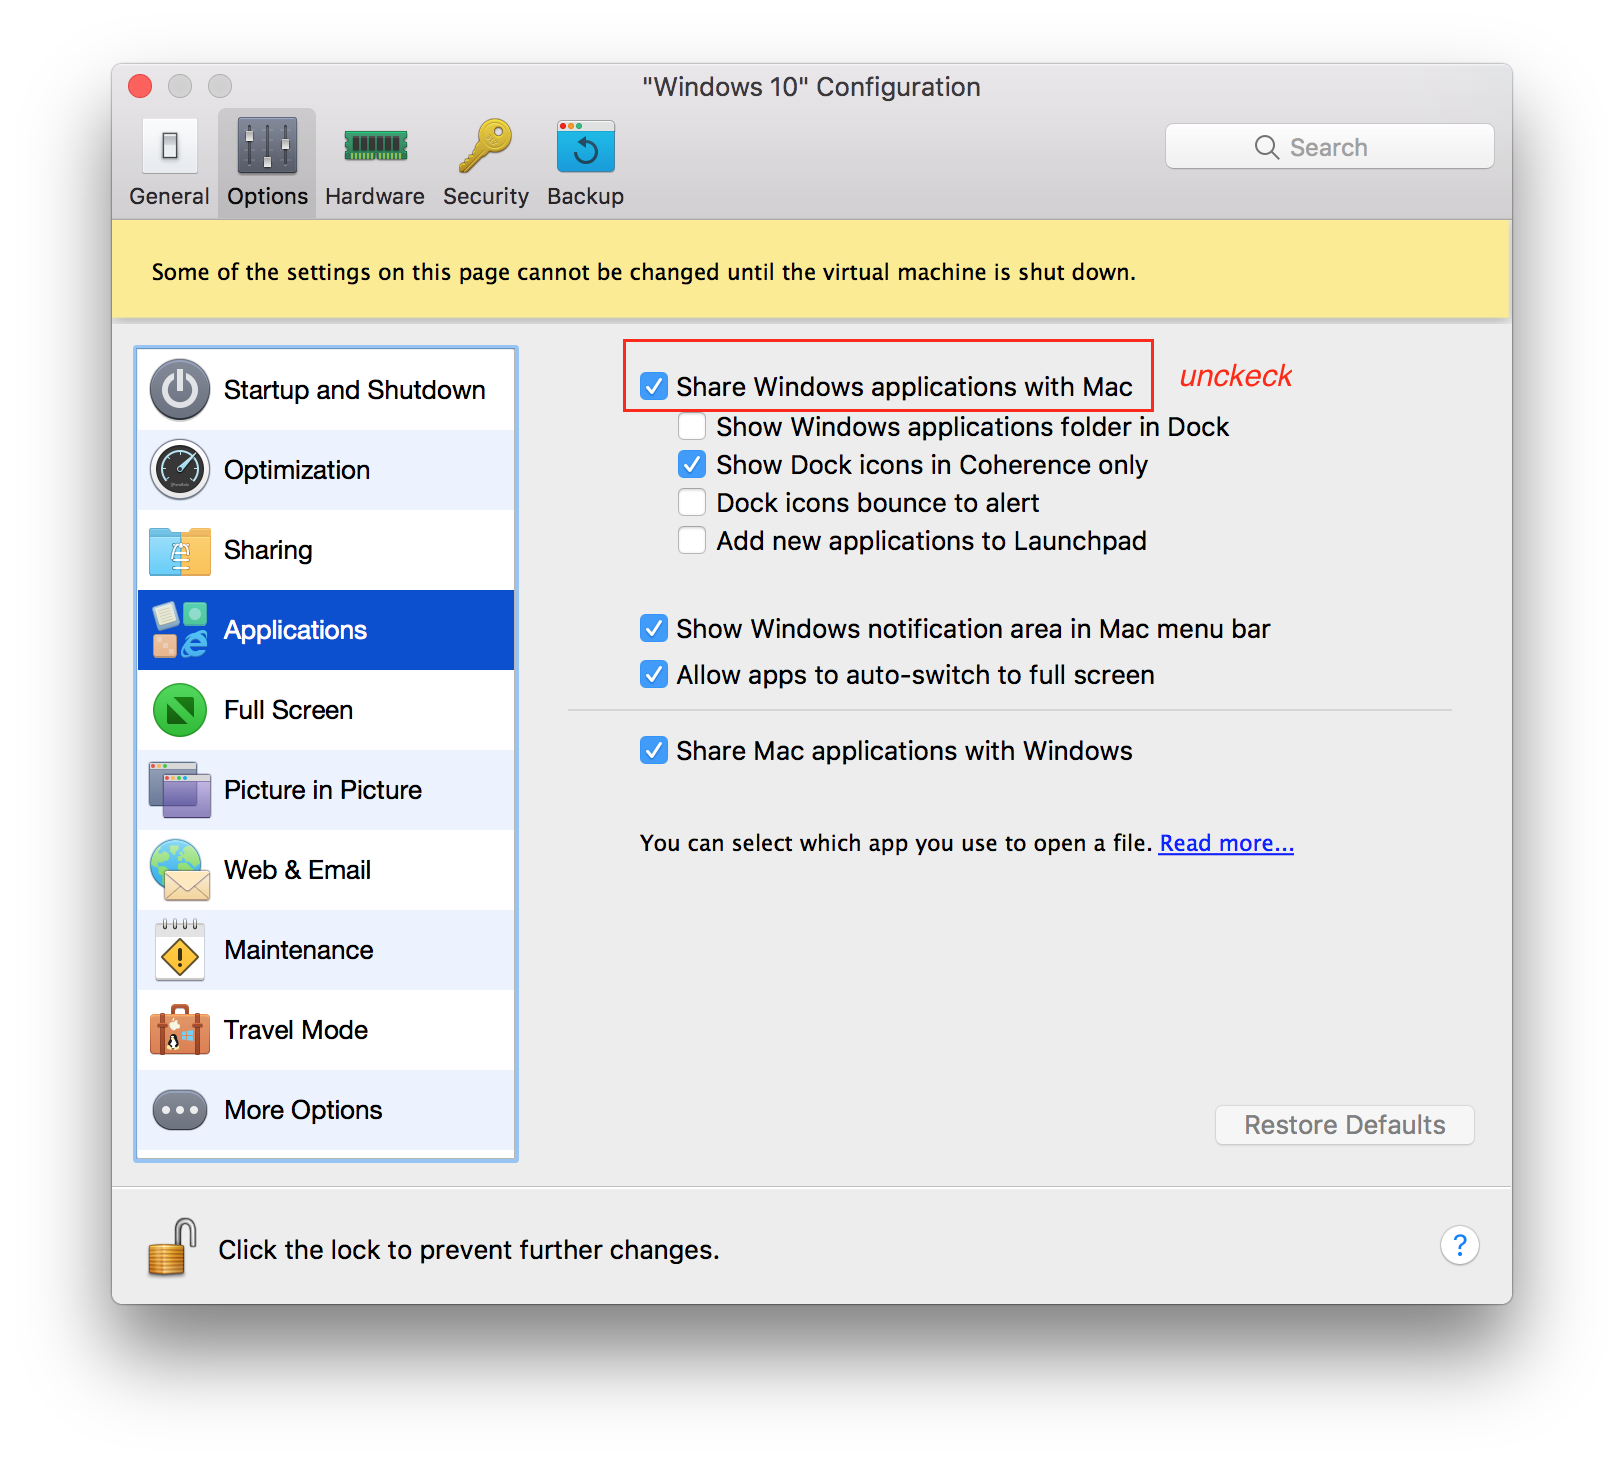 "Windows 10" Configuration
General
Options
Hardware
Security
Backup
Search
Some of the settings on this page cannot be changed until the virtual machine is shut down.
Startup and Shutdown
Optimization
Sharing
Applications
Full Screen
Picture in Picture
Web & Email
Maintenance
Travel Mode
More Options
Share Windows applications with Mac
unckeck
Show Windows applications folder in Dock
Show Dock icons in Coherence only
Dock icons bounce to alert
Add new applications to Launchpad
Show Windows notification area in Mac menu bar
Allow apps to auto-switch to full screen
Share Mac applications with Windows
You can select which app you use to open a file. Read more...
Restore Defaults
Click the lock to prevent further changes.
?